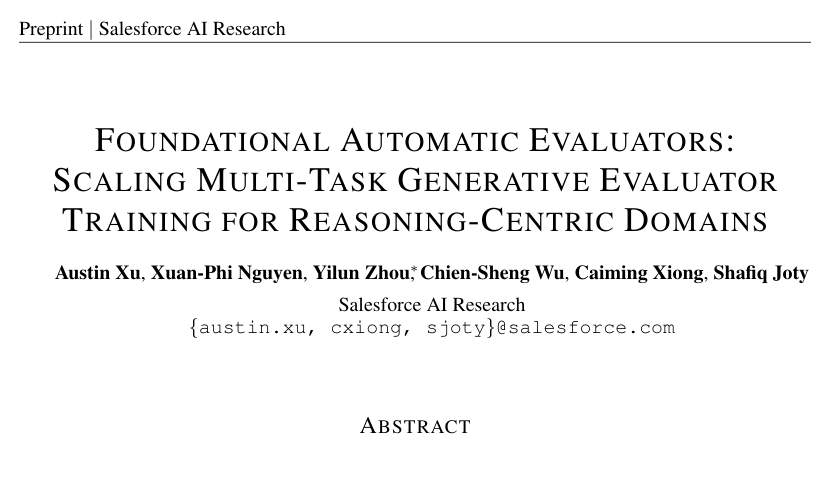 Preprint | Salesforce AI Research
FOUNDATIONAL AUTOMATIC EVALUATORS:
SCALING MULTI-TASK GENERATIVE EVALUATOR
TRAINING FOR REASONING-CENTRIC DOMAINS
Austin Xu, Xuan-Phi Nguyen, Yilun Zhou,* Chien-Sheng Wu, Caiming Xiong, Shafiq Joty
Salesforce AI Research
{austin.xu, cxiong, sjoty}@salesforce.com
ABSTRACT